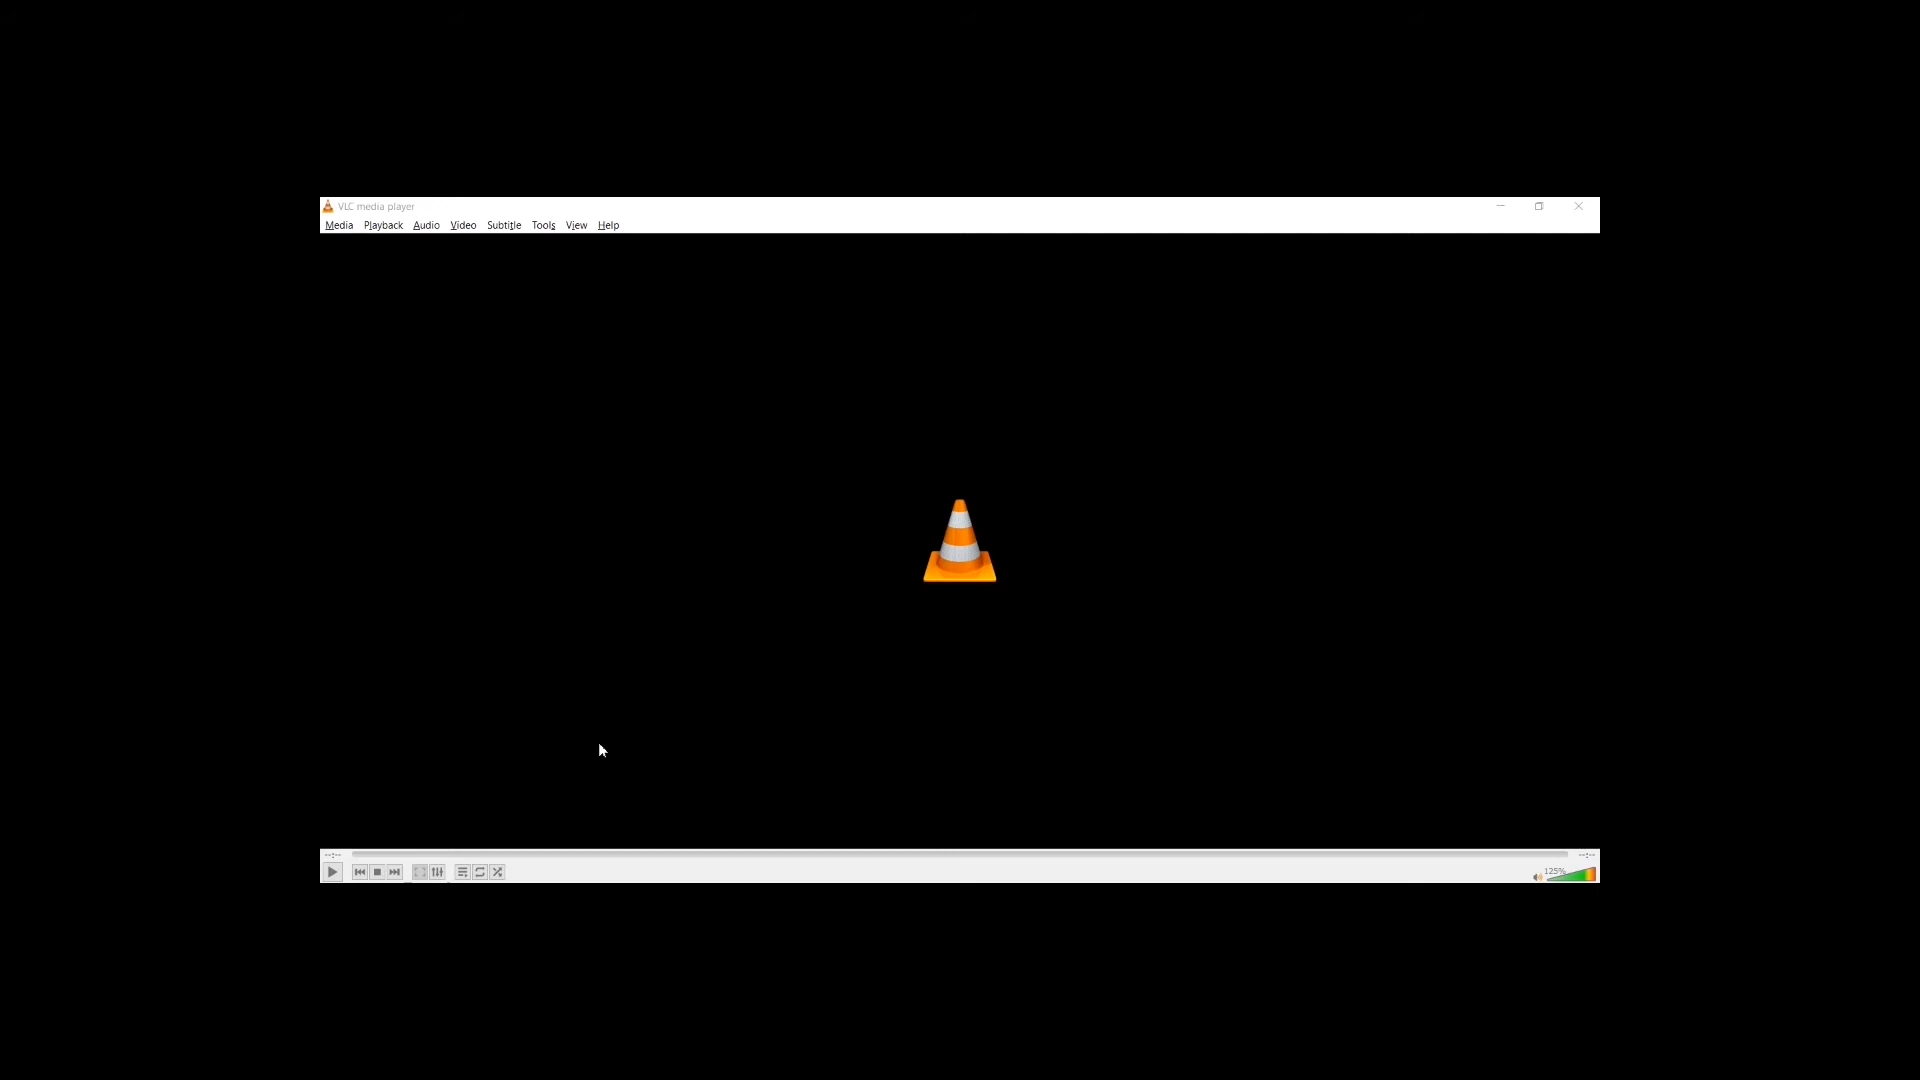 VLC media player
Media Playback Audio Video Subtitle Tools View Help
--:-- --:--
125%